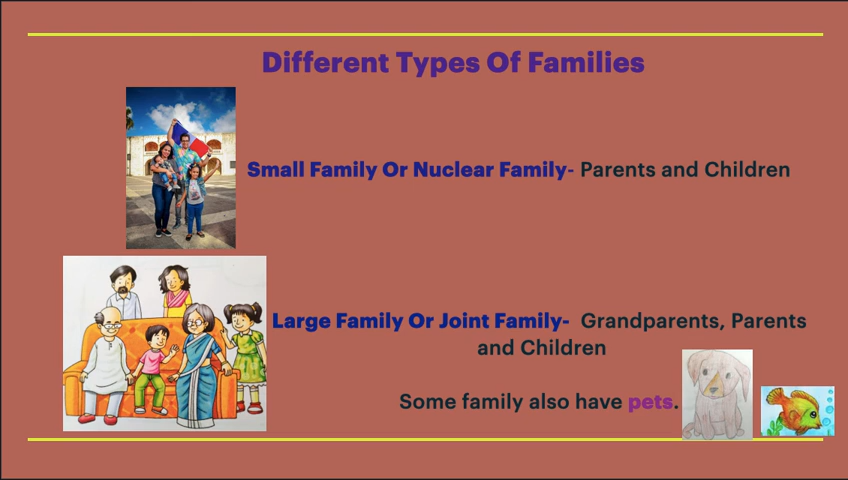 Different Types Of Families
Small Family Or Nuclear Family- Parents and Children
Large Family Or Joint Family- Grandparents, Parents
and Children
Some family also have pets.